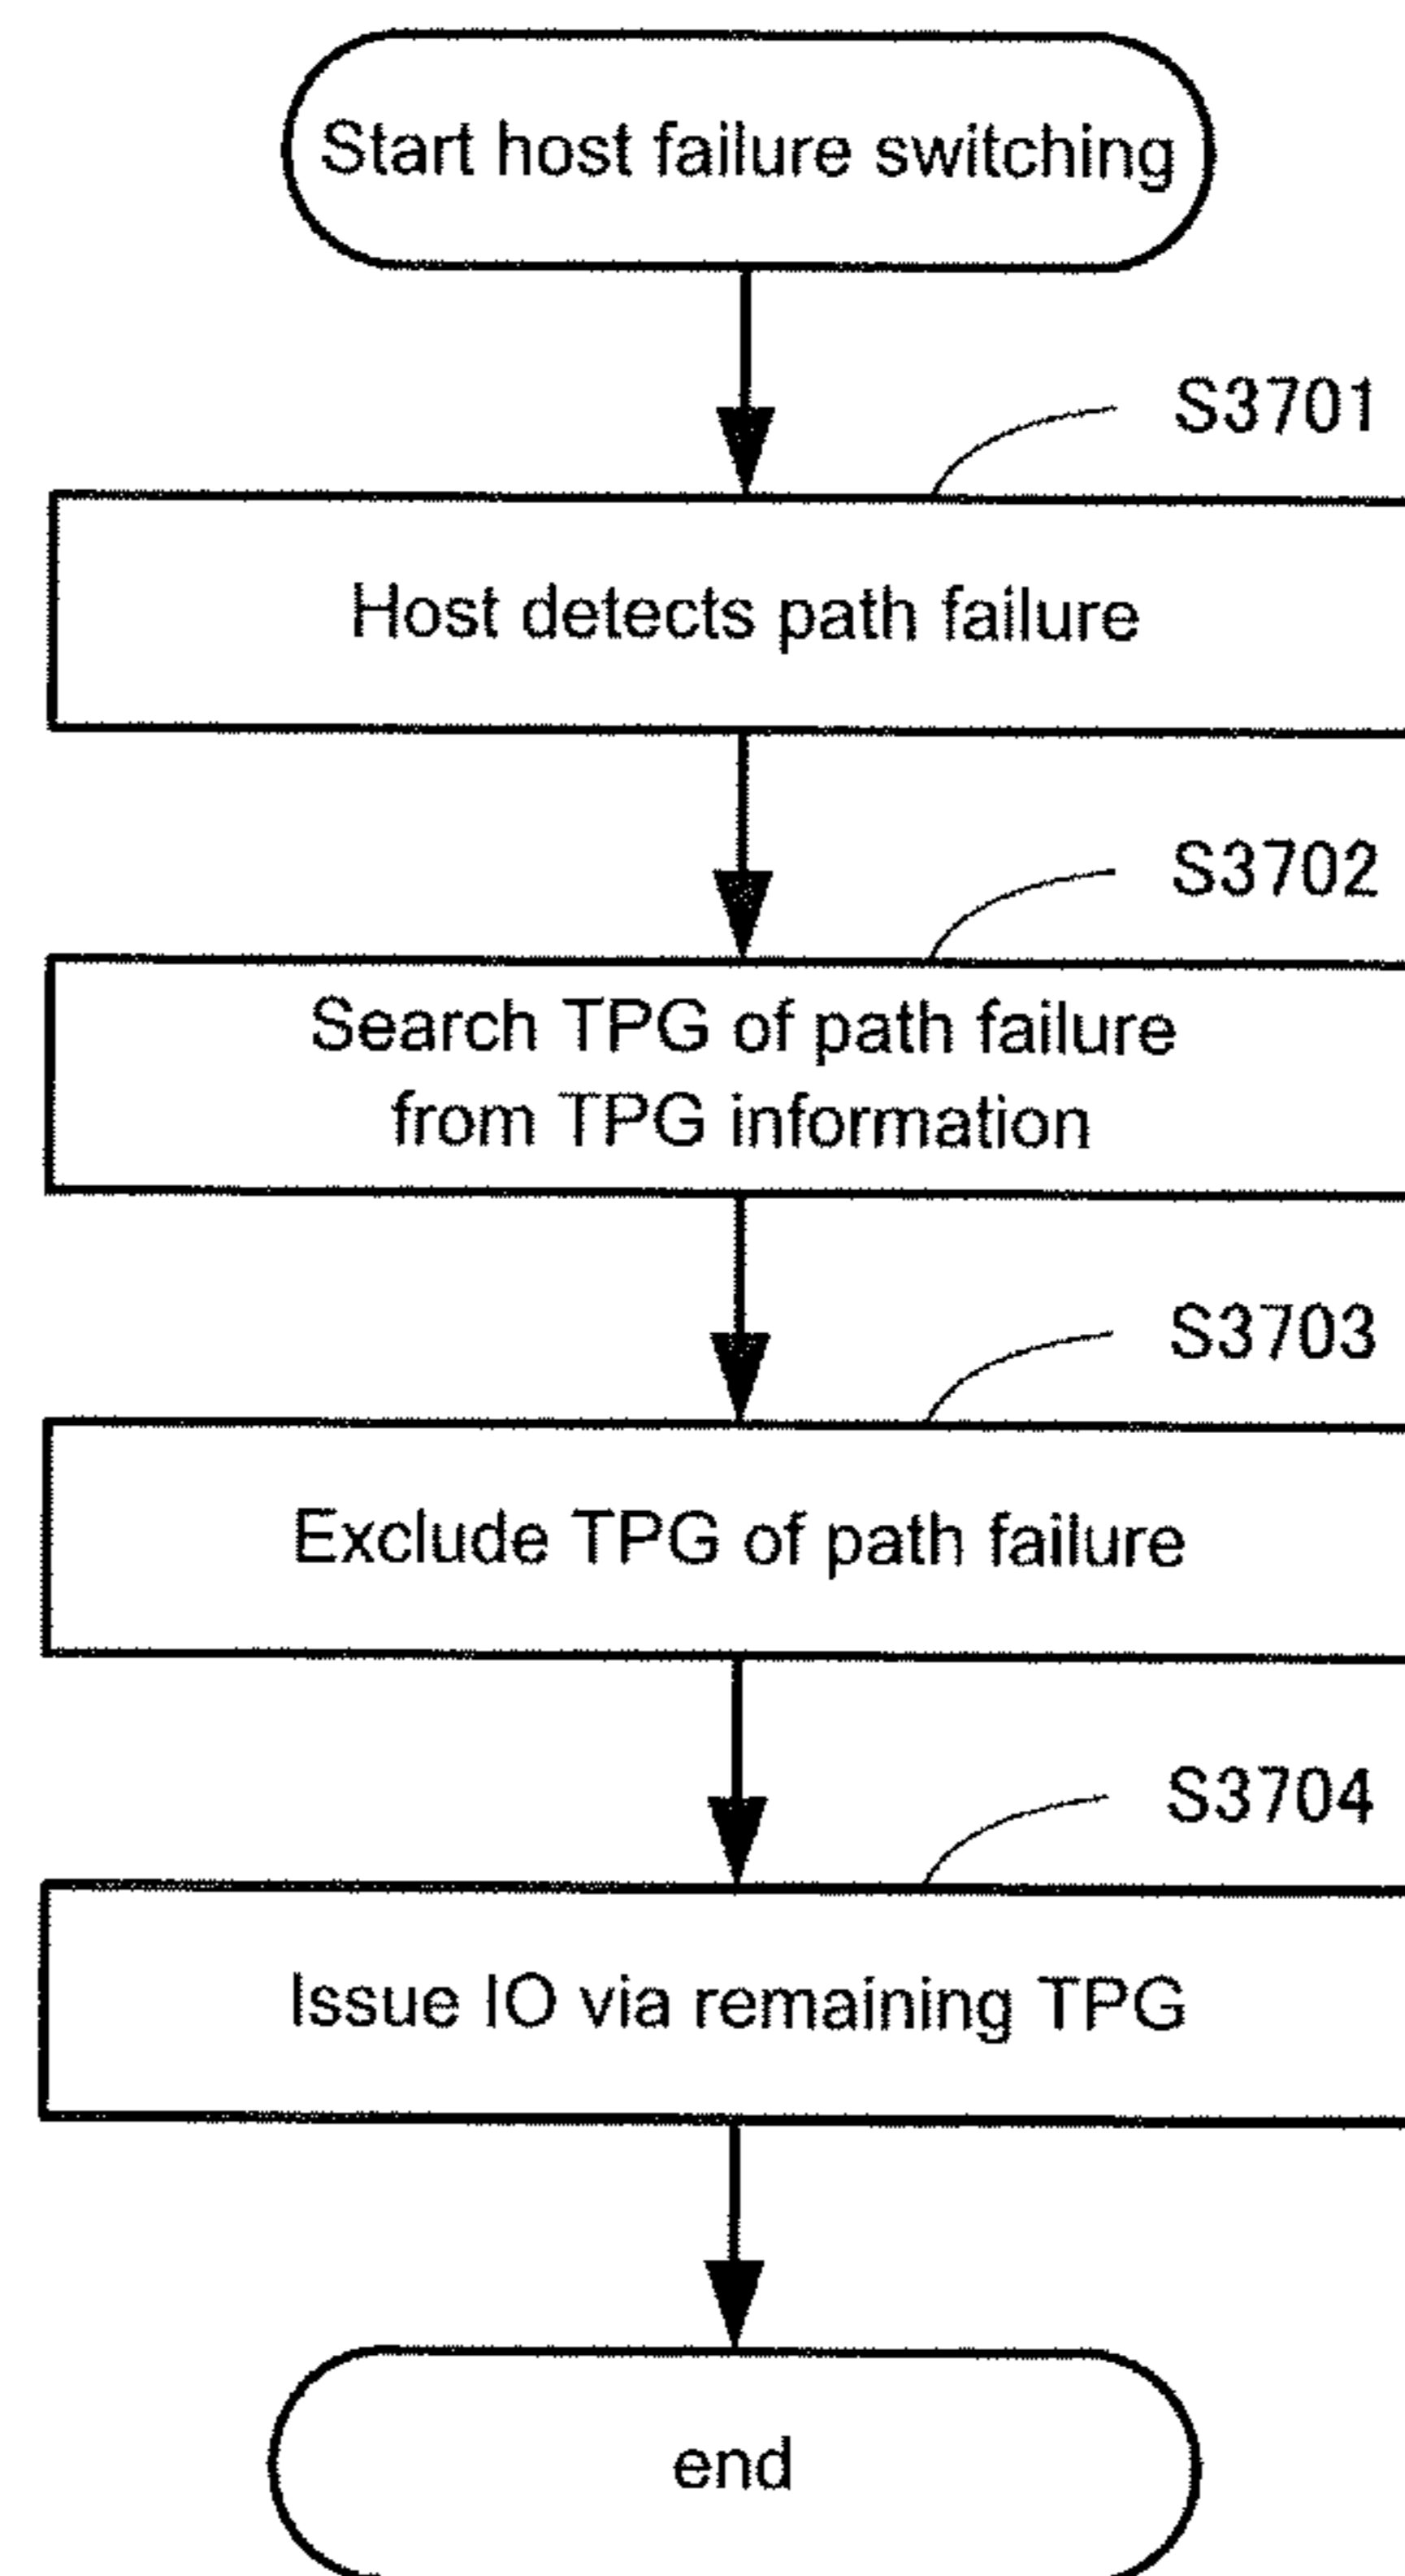 Start host failure switching
S3701
Host detects path failure
S3702
Search TPG of path failure
from TPG information
S3703
Exclude TPG of path failure
S3704
Issue IO via remaining TPG
end